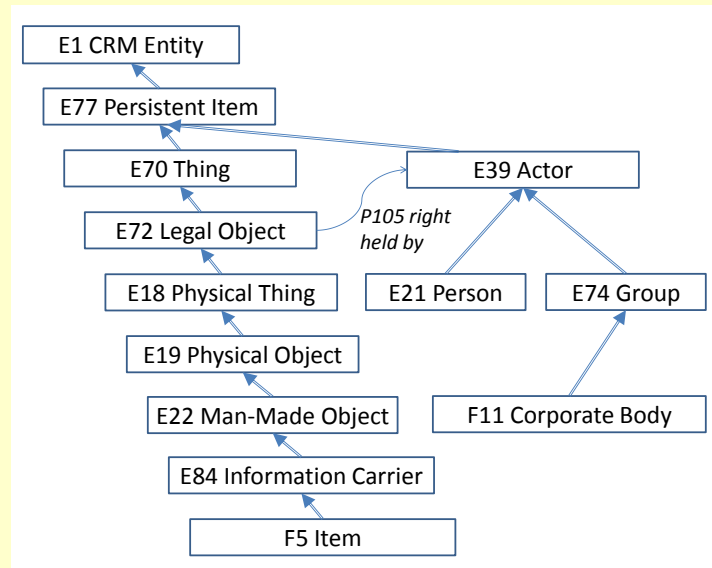 E1 CRM Entity
E77 Persistent Item
E70 Thing
E39 Actor
E72 Legal Object
P105 right
held by
E18 Physical Thing
E21 Person
E74 Group
E19 Physical Object
E22 Man-Made Object
F11 Corporate Body
E84 Information Carrier
F5 Item